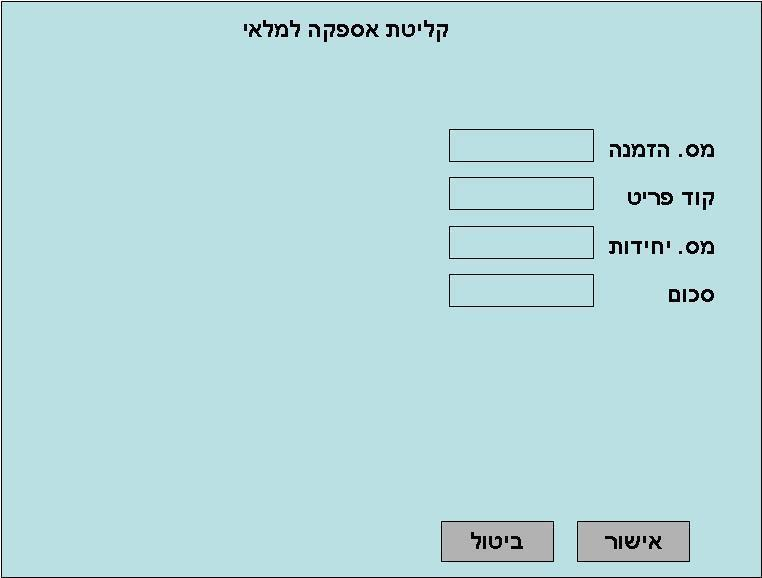 קליטת אספקה למלאי
מס. הזמנה
קוד פריט
מס. יחידות
סכום
אישור
ביטול